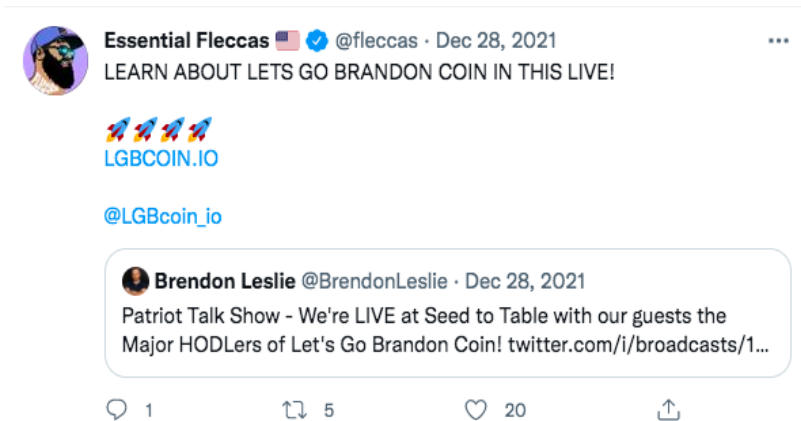 Essential Fleccas 🇺🇸 @fleccas · Dec 28, 2021
LEARN ABOUT LETS GO BRANDON COIN IN THIS LIVE!
🚀🚀🚀🚀
LGBCOIN.IO
@LGBcoin_io
Brendon Leslie @BrendonLeslie · Dec 28, 2021
Patriot Talk Show - We're LIVE at Seed to Table with our guests the
Major HODLers of Let's Go Brandon Coin! twitter.com/i/broadcasts/1...
1 5 20